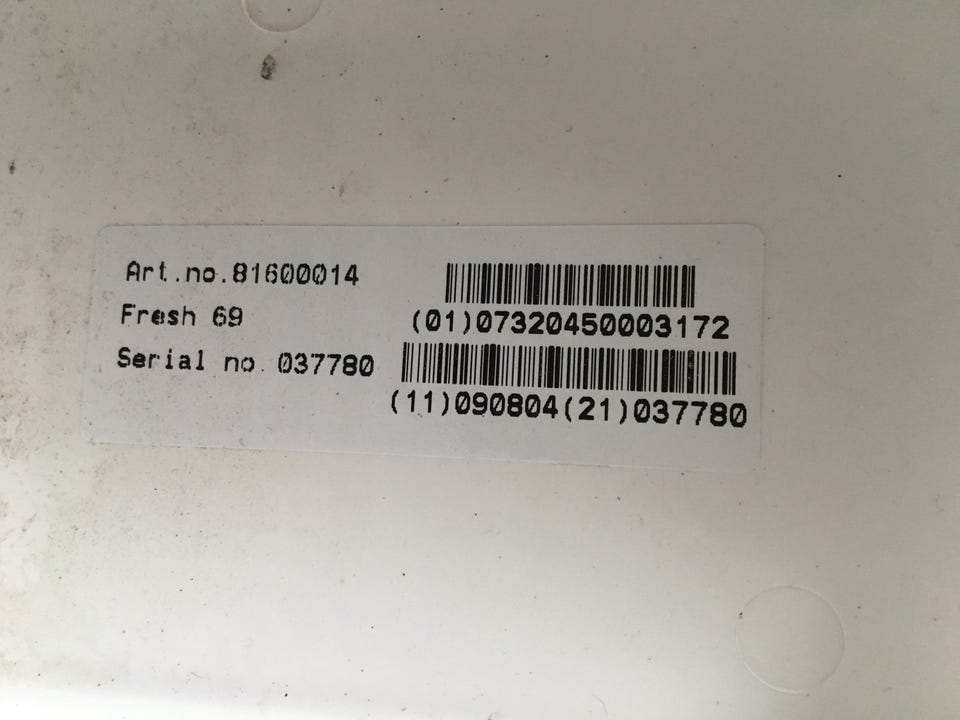 Art.no.81600014
Fresh 69
Serial no. 037780
(01)07320450003172
(11)090804(21)037780